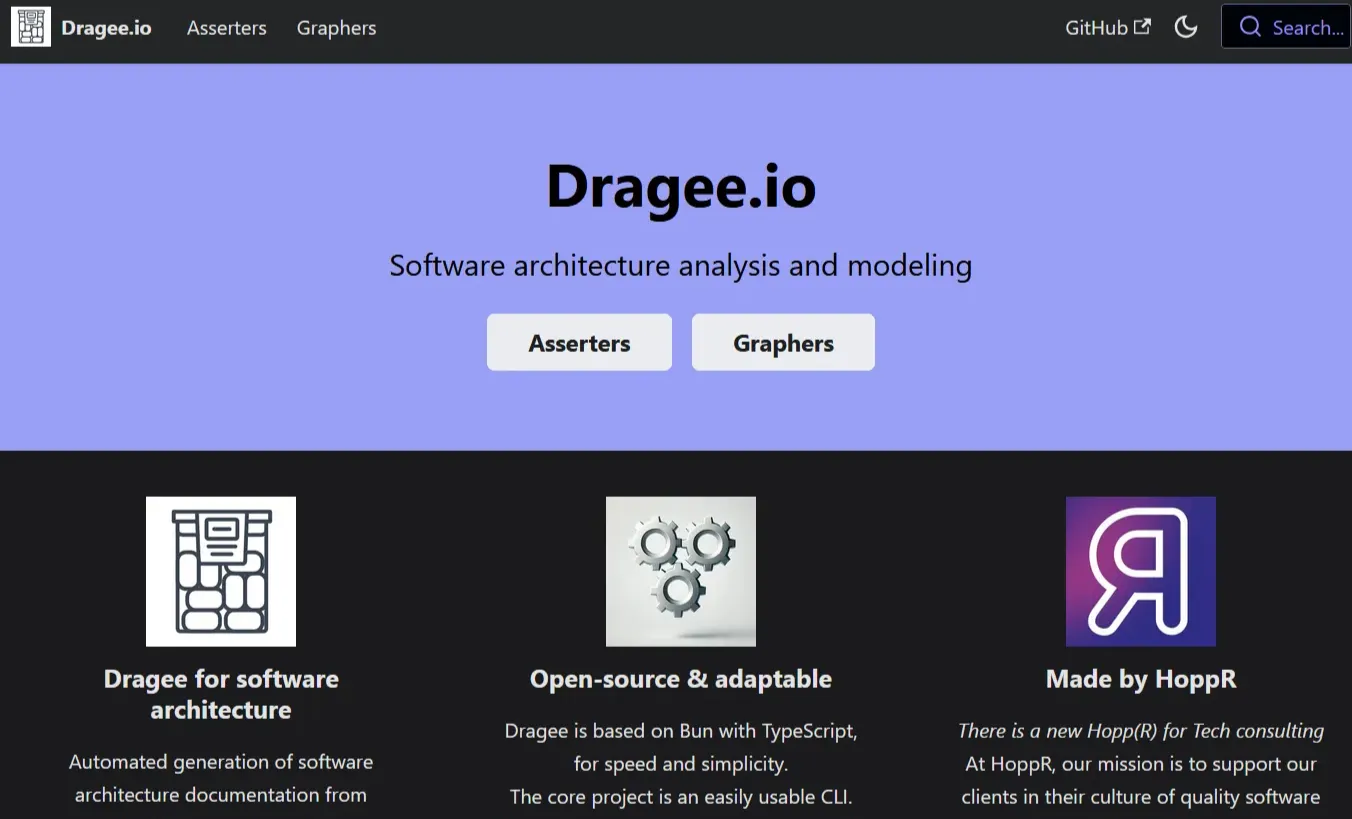 Dragee.io Asserters Graphers GitHub Search...
Dragee.io
Software architecture analysis and modeling
Asserters Graphers
Dragee for software
architecture
Automated generation of software
architecture documentation from
Open-source & adaptable
Dragee is based on Bun with TypeScript,
for speed and simplicity.
The core project is an easily usable CLI.
Made by HoppR
There is a new Hopp(R) for Tech consulting
At HoppR, our mission is to support our
clients in their culture of quality software